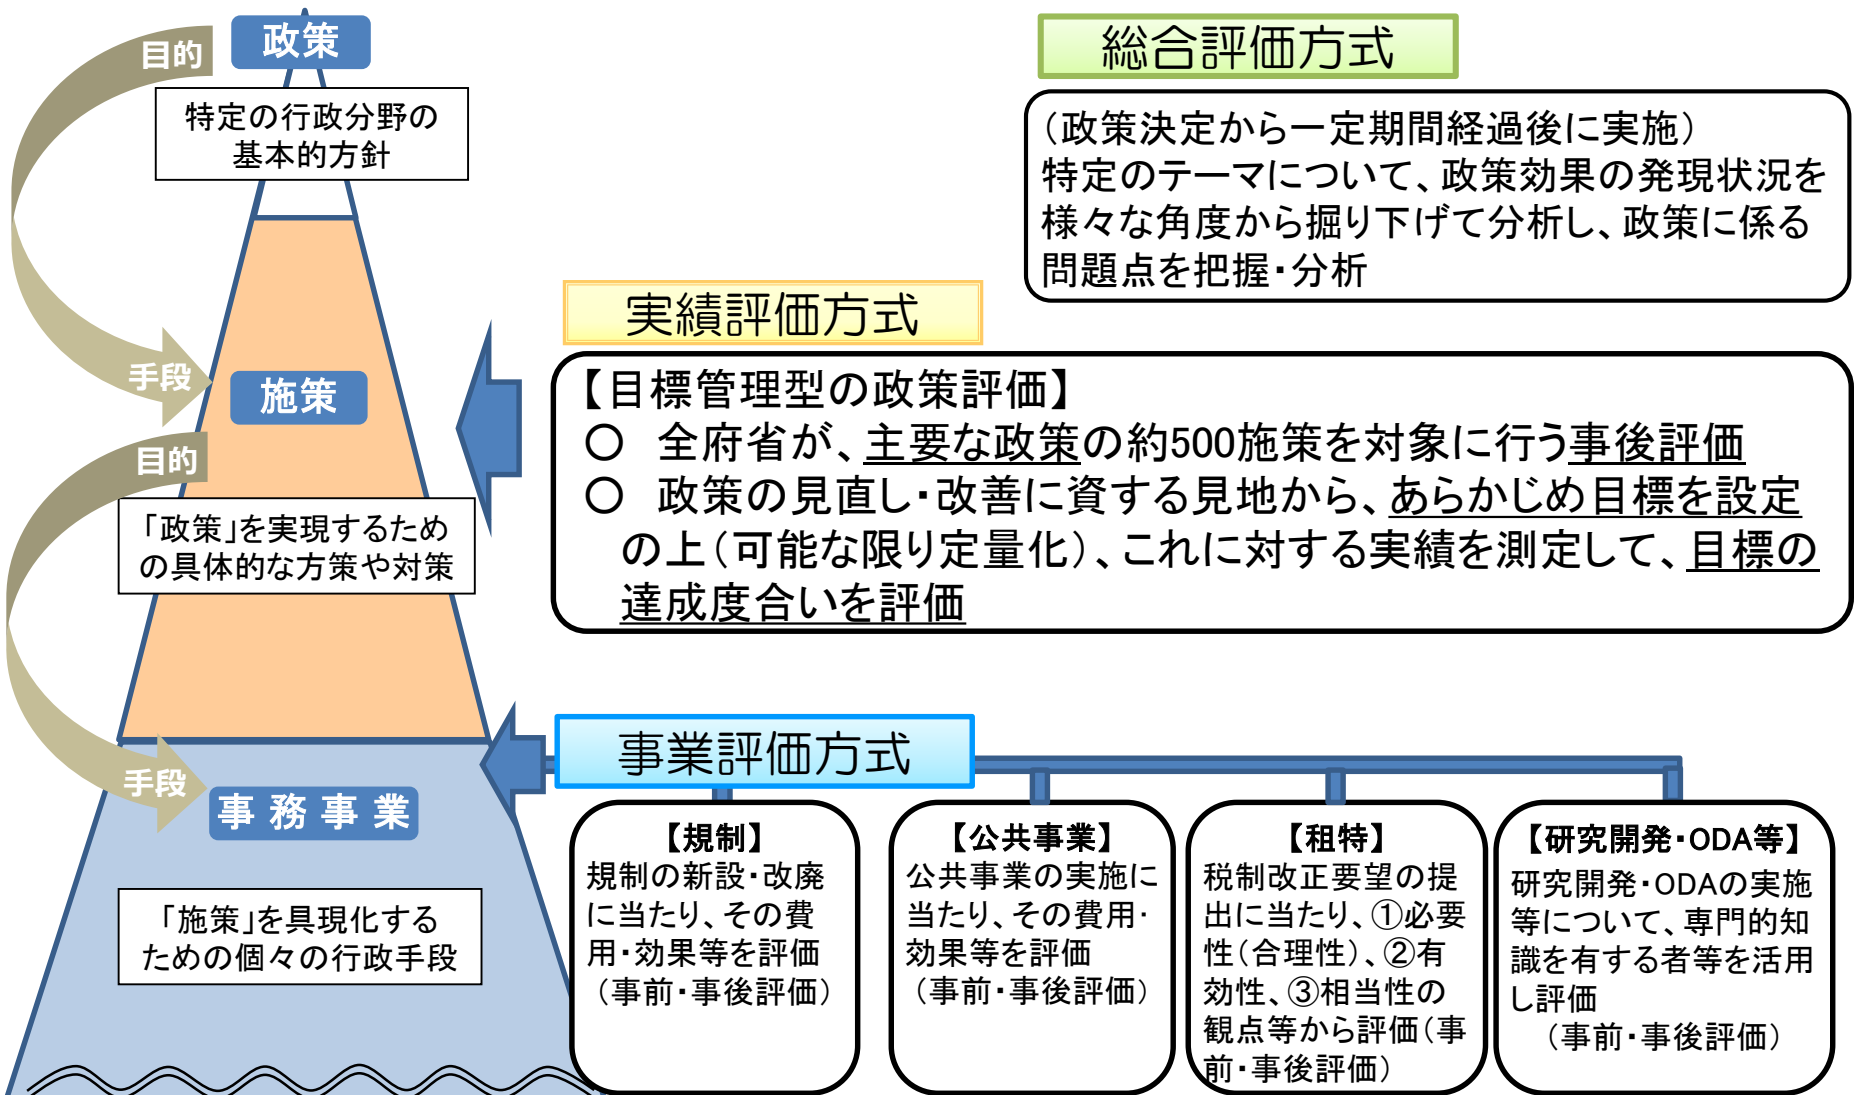 目的
政策
特定の行政分野の
基本的方針
手段
施策
目的
「政策」を実現するため
の具体的な方策や対策
手段
事務事業
「施策」を具現化する
ための個々の行政手段
総合評価方式
（政策決定から一定期間経過後に実施）
特定のテーマについて、政策効果の発現状況を
様々な角度から掘り下げて分析し、政策に係る
問題点を把握・分析
実績評価方式
【目標管理型の政策評価】
○　全府省が、主要な政策の約500施策を対象に行う事後評価
○　政策の見直し・改善に資する見地から、あらかじめ目標を設定
の上（可能な限り定量化）、これに対する実績を測定して、目標の
達成度合いを評価
事業評価方式
【規制】
規制の新設・改廃
に当たり、その費
用・効果等を評価
（事前・事後評価）
【公共事業】
公共事業の実施に
当たり、その費用・
効果等を評価
（事前・事後評価）
【租特】
税制改正要望の提
出に当たり、①必要
性（合理性）、②有
効性、③相当性の
観点等から評価（事
前・事後評価）
【研究開発・ODA等】
研究開発・ODAの実施
等について、専門的知
識を有する者等を活用
し評価
（事前・事後評価）